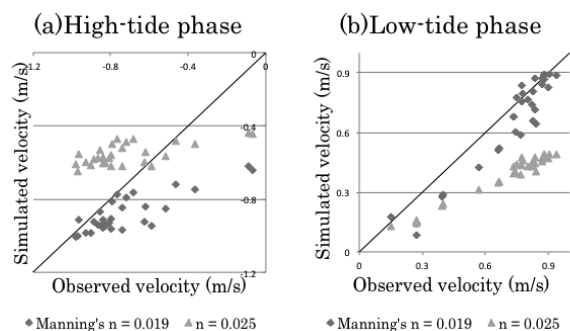 (a)High-tide phase
-1.2 -0.8 -0.4 0
0
-0.4
-0.8
-1.2
Simulated velocity (m/s)
Observed velocity (m/s)
◆ Manning's n = 0.019 ▲ n = 0.025
(b)Low-tide phase
0.9
0.6
0.3
0
0 0.3 0.6 0.9
Simulated velocity (m/s)
Observed velocity (m/s)
◆ Manning's n = 0.019 ▲ n = 0.025